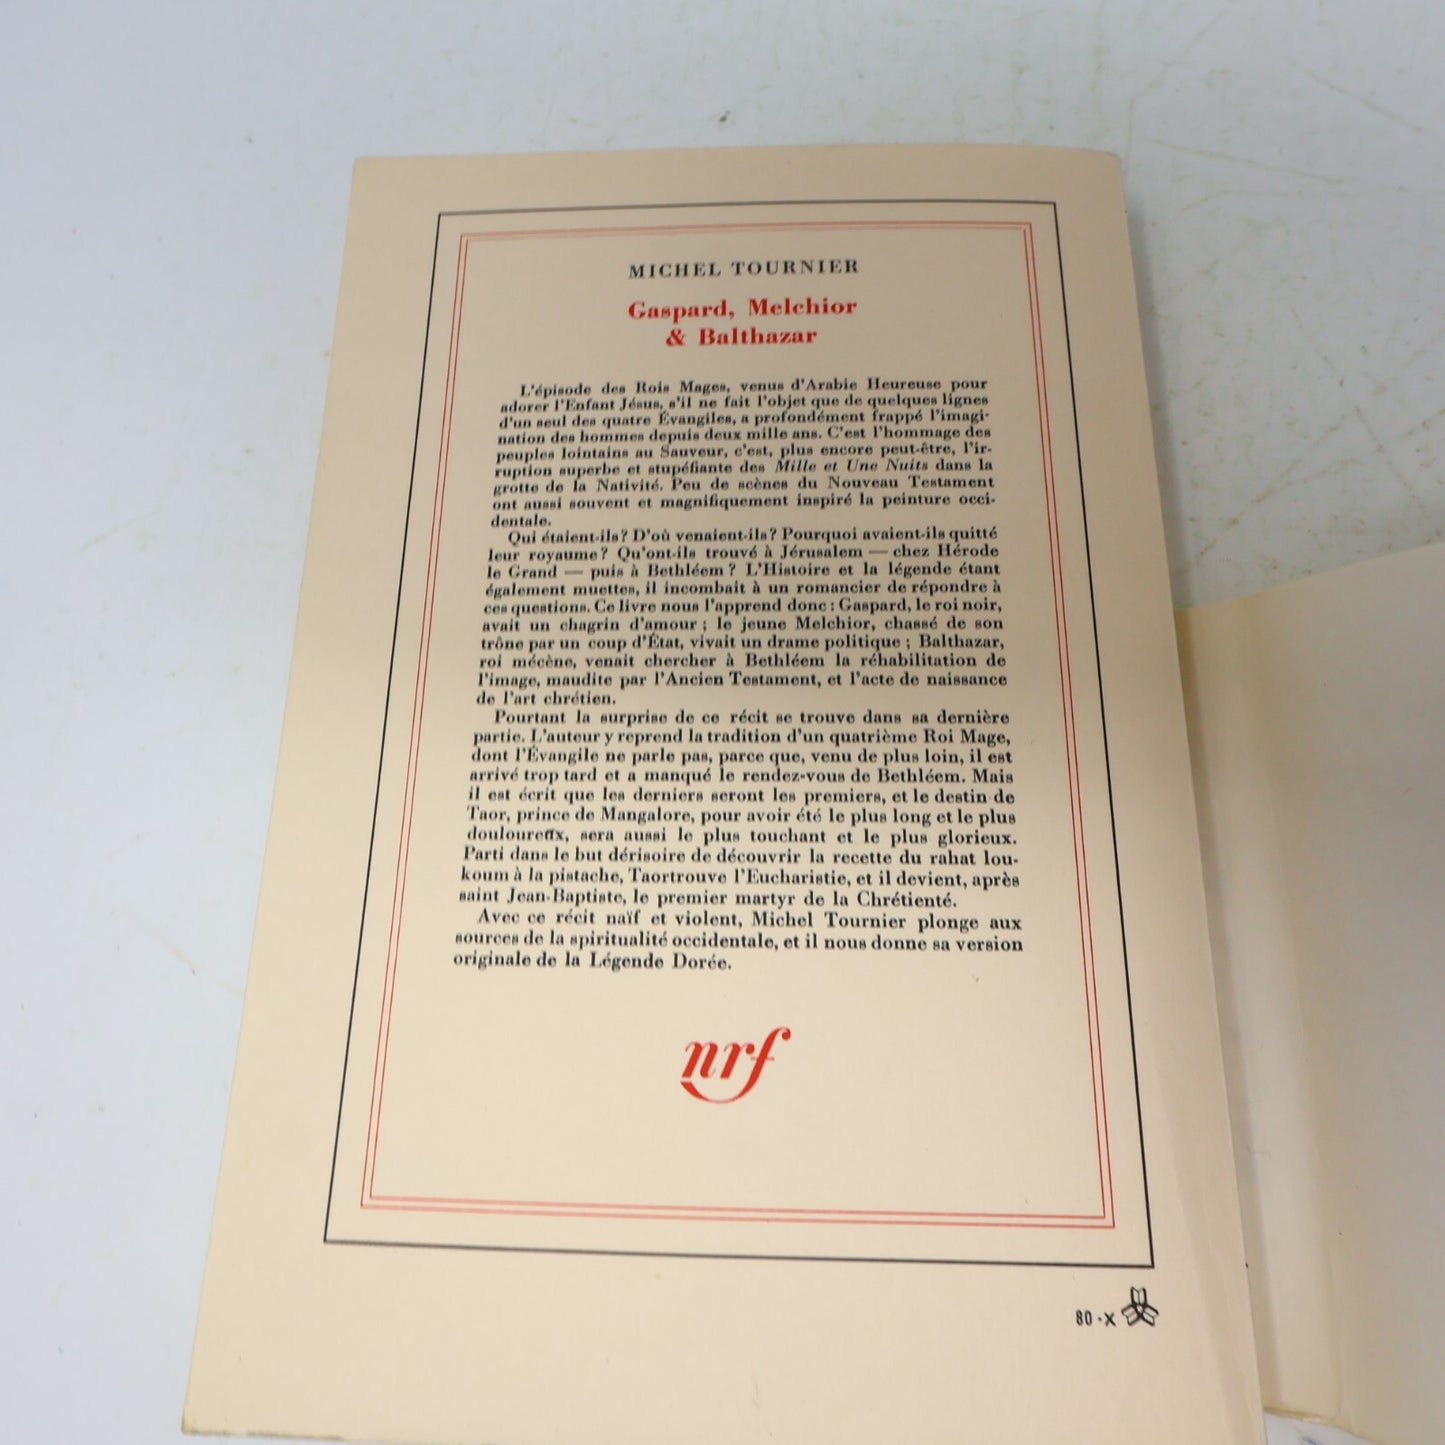 MICHEL TOURNIER
Gaspard, Melchior
& Balthazar
L'épisode des Rois Mages, venus d'Arabie Heureuse pour
adorer l'Enfant Jésus, s'il ne fait l'objet que de quelques lignes
d'un seul des quatre Évangiles, a profondément frappé l'imagi-
nation des hommes depuis deux mille ans. C'est l'hommage des
peuples lointains au Sauveur, c'est, plus encore peut-être, l'ir-
ruption superbe et stupéfiante des Mille et Une Nuits dans la
grotte de la Nativité. Peu de scènes du Nouveau Testament
ont aussi souvent et magnifiquement inspiré la peinture occi-
dentale.
Qui étaient-ils? D'où venaient-ils? Pourquoi avaient-ils quitté
leur royaume? Qu'ont-ils trouvé à Jérusalem — chez Hérode
le Grand — puis à Bethléem? L'Histoire et la légende étant
également muettes, il incombait à un romancier de répondre à
ces questions. Ce livre nous l'apprend donc : Gaspard, le roi noir,
avait un chagrin d'amour ; le jeune Melchior, chassé de son
trône par un coup d'État, vivait un drame politique ; Balthazar,
roi mécène, venait chercher à Bethléem la réhabilitation de
l'image, maudite par l'Ancien Testament, et l'acte de naissance
de l'art chrétien.
Pourtant la surprise de ce récit se trouve dans sa dernière
partie. L'auteur y reprend la tradition d'un quatrième Roi Mage,
dont l'Évangile ne parle pas, parce que, venu de plus loin, il est
arrivé trop tard et a manqué le rendez-vous de Bethléem. Mais
il est écrit que les derniers seront les premiers, et le destin de
Taor, prince de Mangalore, pour avoir été le plus long et le plus
douloureux, sera aussi le plus touchant et le plus glorieux.
Parti dans le but dérisoire de découvrir la recette du rahat lou-
koum à la pistache, Taortrouve l'Eucharistie, et il devient, après
saint Jean-Baptiste, le premier martyr de la Chrétienté.
Avec ce récit naïf et violent, Michel Tournier plonge aux
sources de la spiritualité occidentale, et il nous donne sa version
originale de la Légende Dorée.
nrf
80-X